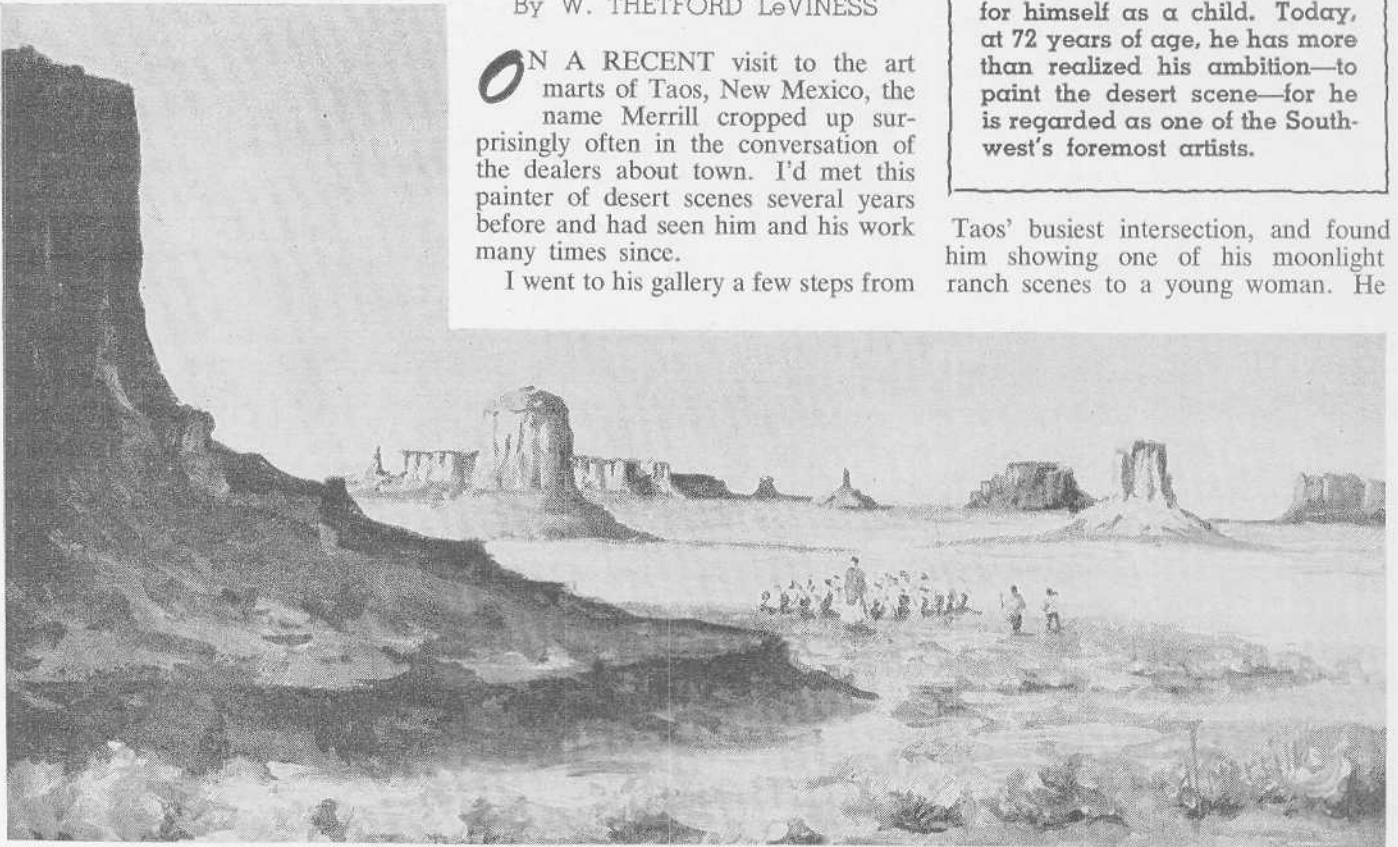 By W. THETFORD LeVINESS
ON A RECENT visit to the art
marts of Taos, New Mexico, the
name Merrill cropped up sur-
prisingly often in the conversation of
the dealers about town. I'd met this
painter of desert scenes several years
before and had seen him and his work
many times since.
I went to his gallery a few steps from
for himself as a child. Today,
at 72 years of age, he has more
than realized his ambition—to
paint the desert scene—for he
is regarded as one of the South-
west's foremost artists.
Taos' busiest intersection, and found
him showing one of his moonlight
ranch scenes to a young woman. He